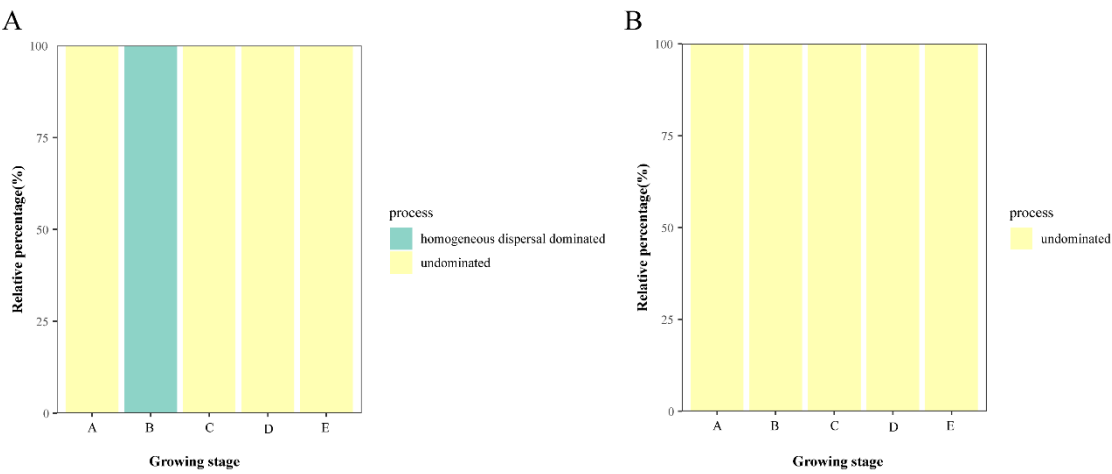 A
100
75
50
25
0
Relative percentage(%)
A B C D E
Growing stage
process
homogeneous dispersal dominated
undominated
B
100
75
50
25
0
Relative percentage(%)
A B C D E
Growing stage
process
undominated